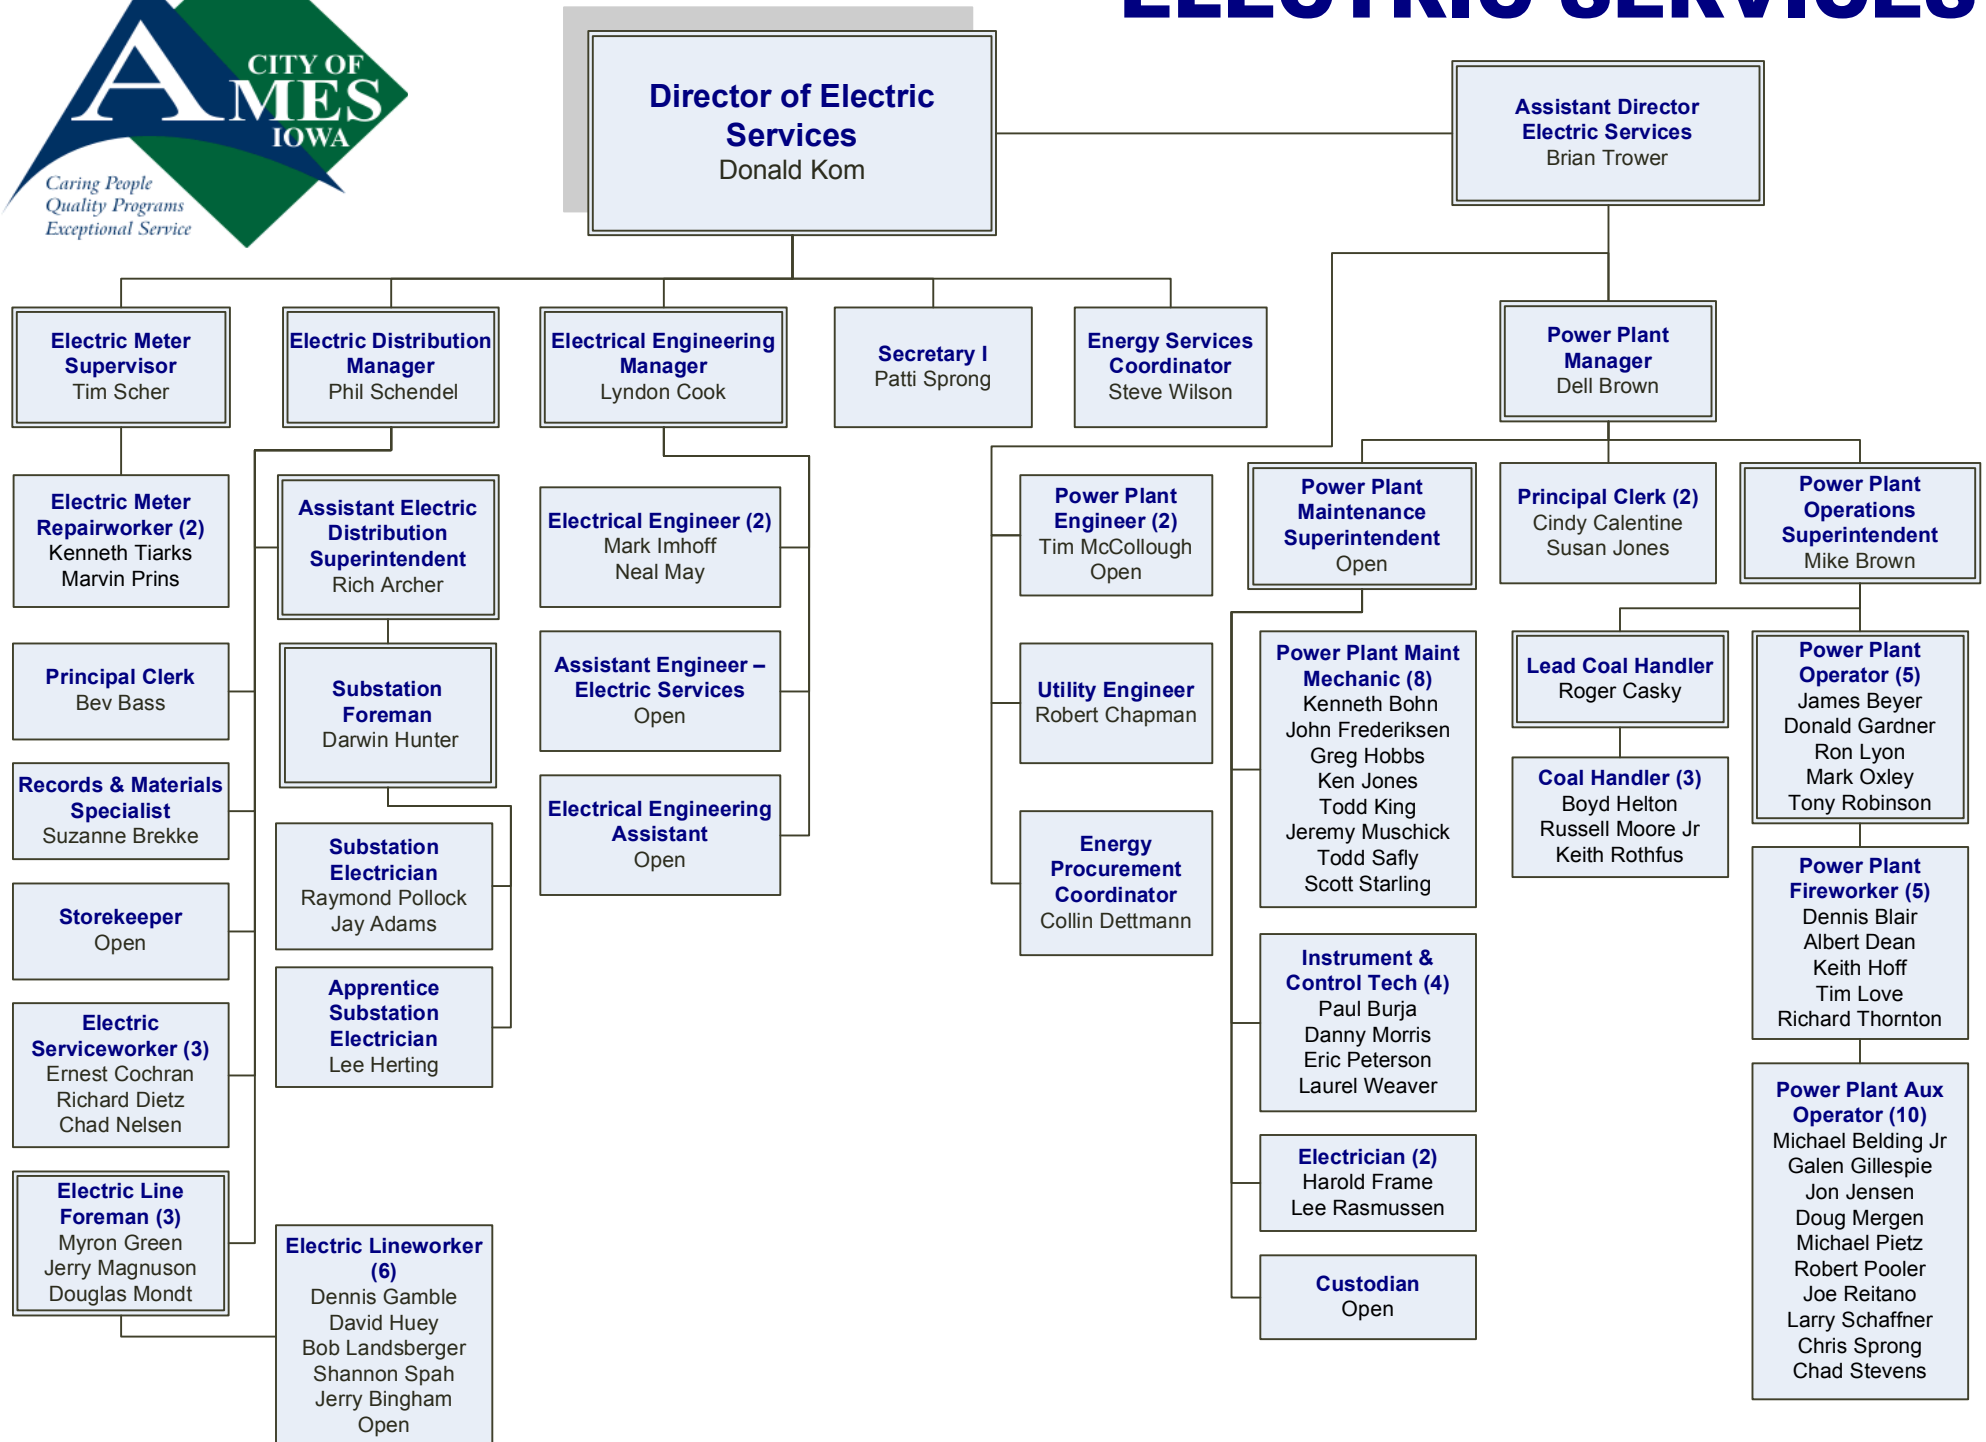 ELECTRIC SERVICES
CITY OF
AMES
IOWA
Caring People
Quality Programs
Exceptional Service
Director of Electric
Services
Donald Kom
Assistant Director
Electric Services
Brian Trower
Electric Meter
Supervisor
Tim Scher
Electric Distribution
Manager
Phil Schendel
Electrical Engineering
Manager
Lyndon Cook
Secretary I
Patti Sprong
Energy Services
Coordinator
Steve Wilson
Power Plant
Manager
Dell Brown
Electric Meter
Repairworker (2)
Kenneth Tiarks
Marvin Prins
Principal Clerk
Bev Bass
Records & Materials
Specialist
Suzanne Brekke
Storekeeper
Open
Electric
Serviceworker (3)
Ernest Cochran
Richard Dietz
Chad Nelsen
Electric Line
Foreman (3)
Myron Green
Jerry Magnuson
Douglas Mondt
Assistant Electric
Distribution
Superintendent
Rich Archer
Substation
Foreman
Darwin Hunter
Substation
Electrician
Raymond Pollock
Jay Adams
Apprentice
Substation
Electrician
Lee Herting
Electric Lineworker
(6)
Dennis Gamble
David Huey
Bob Landsberger
Shannon Spah
Jerry Bingham
Open
Electrical Engineer (2)
Mark Imhoff
Neal May
Assistant Engineer –
Electric Services
Open
Electrical Engineering
Assistant
Open
Power Plant
Engineer (2)
Tim McCollough
Open
Utility Engineer
Robert Chapman
Energy
Procurement
Coordinator
Collin Dettmann
Power Plant
Maintenance
Superintendent
Open
Power Plant Maint
Mechanic (8)
Kenneth Bohn
John Frederiksen
Greg Hobbs
Ken Jones
Todd King
Jeremy Muschick
Todd Safly
Scott Starling
Instrument &
Control Tech (4)
Paul Burja
Danny Morris
Eric Peterson
Laurel Weaver
Electrician (2)
Harold Frame
Lee Rasmussen
Custodian
Open
Principal Clerk (2)
Cindy Calentine
Susan Jones
Power Plant
Operations
Superintendent
Mike Brown
Lead Coal Handler
Roger Casky
Coal Handler (3)
Boyd Helton
Russell Moore Jr
Keith Rothfus
Power Plant
Operator (5)
James Beyer
Donald Gardner
Ron Lyon
Mark Oxley
Tony Robinson
Power Plant
Fireworker (5)
Dennis Blair
Albert Dean
Keith Hoff
Tim Love
Richard Thornton
Power Plant Aux
Operator (10)
Michael Belding Jr
Galen Gillespie
Jon Jensen
Doug Mergen
Michael Pietz
Robert Pooler
Joe Reitano
Larry Schaffner
Chris Sprong
Chad Stevens